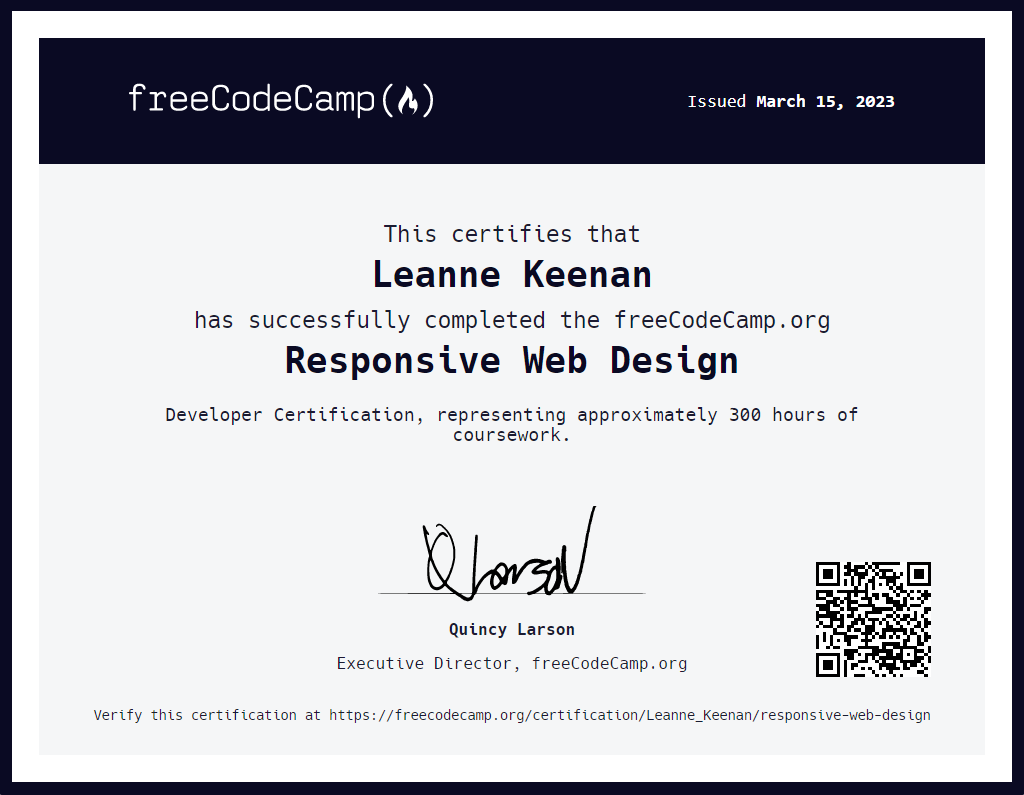 freeCodeCamp
Issued March 15, 2023
This certifies that
Leanne Keenan
has successfully completed the freeCodeCamp.org
Responsive Web Design
Developer Certification, representing approximately 300 hours of
coursework.
Q Larson
Quincy Larson
Executive Director, freeCodeCamp.org
Verify this certification at https://freecodecamp.org/certification/Leanne_Keenan/responsive-web-design